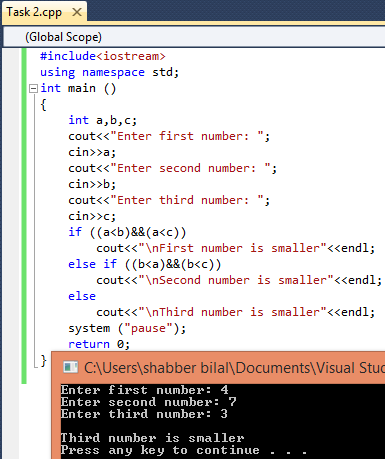 Task 2.cpp ×
(Global Scope)
#include<iostream>
using namespace std;
int main ()
{
int a,b,c;
cout<<"Enter first number: ";
cin>>a;
cout<<"Enter second number: ";
cin>>b;
cout<<"Enter third number: ";
cin>>c;
if ((a<b)&&(a<c))
cout<<"\nFirst number is smaller"<<endl;
else if ((b<a)&&(b<c))
cout<<"\nSecond number is smaller"<<endl;
else
cout<<"\nThird number is smaller"<<endl;
system ("pause");
return 0;
}
C:\Users\shabber bilal\Documents\Visual Stud
Enter first number: 4
Enter second number: 7
Enter third number: 3
Third number is smaller
Press any key to continue . . .